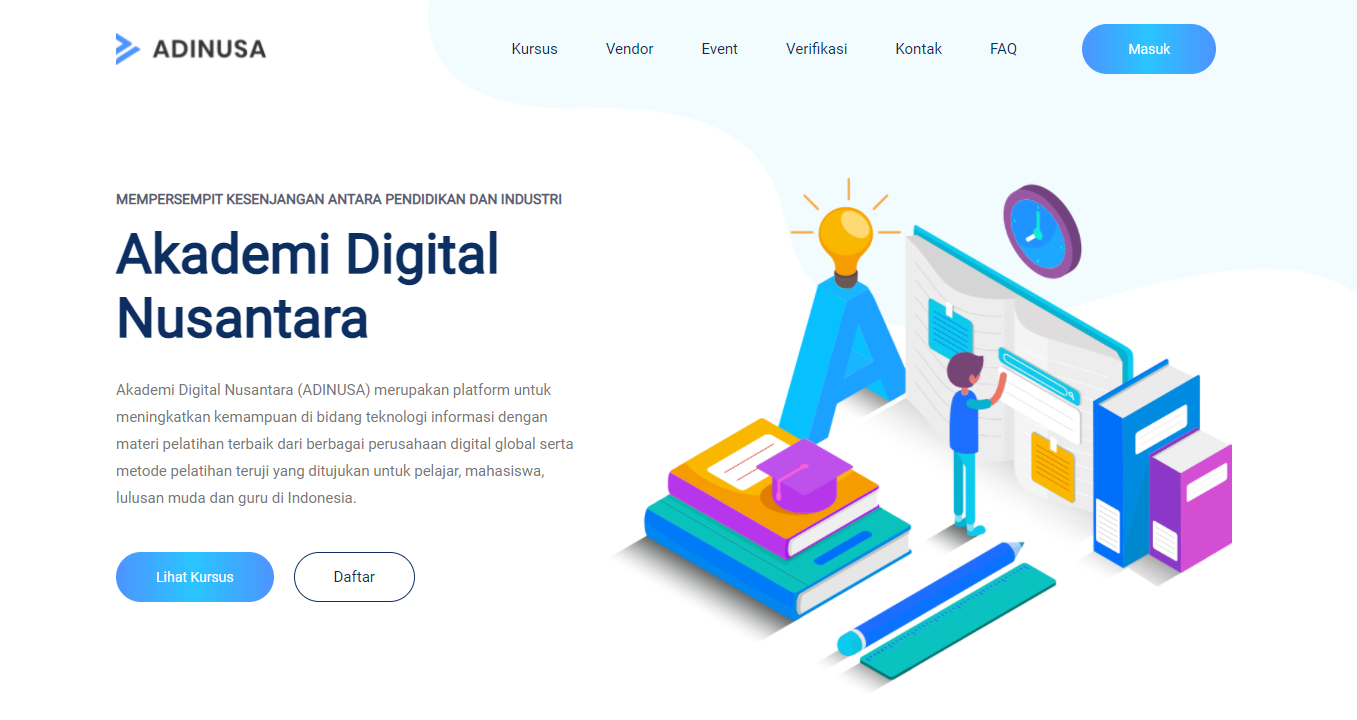 ADINUSA
Kursus
Vendor
Event
Verifikasi
Kontak
FAQ
Masuk
MEMPERSEMPIT KESENJANGAN ANTARA PENDIDIKAN DAN INDUSTRI
Akademi Digital
Nusantara
Akademi Digital Nusantara (ADINUSA) merupakan platform untuk
meningkatkan kemampuan di bidang teknologi informasi dengan
materi pelatihan terbaik dari berbagai perusahaan digital global serta
metode pelatihan teruji yang ditujukan untuk pelajar, mahasiswa,
lulusan muda dan guru di Indonesia.
Lihat Kursus
Daftar
A